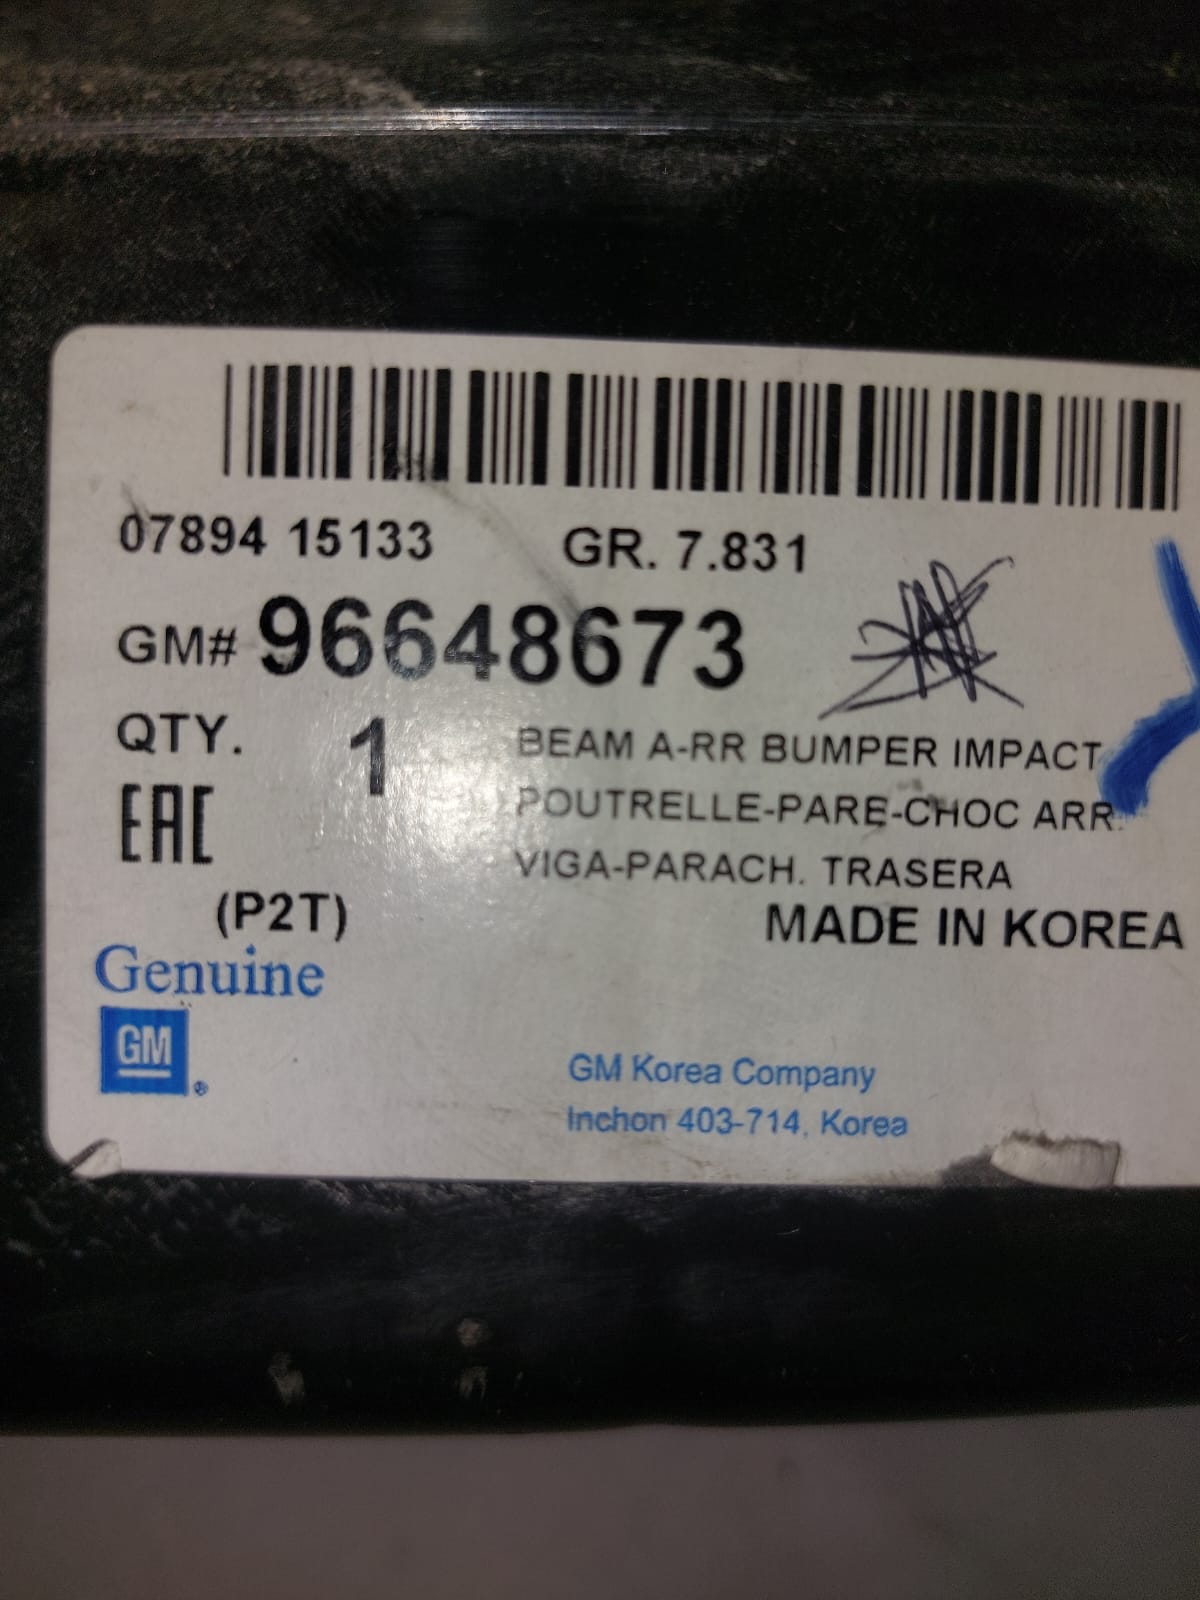 07894 15133 GR. 7.831
GM# 96648673
QTY. 1 BEAM A-RR BUMPER IMPACT
POUTRELLE-PARE-CHOC ARR.
EAC
VIGA-PARACH. TRASERA
(P2T) MADE IN KOREA
Genuine
GM ®
GM Korea Company
Inchon 403-714, Korea